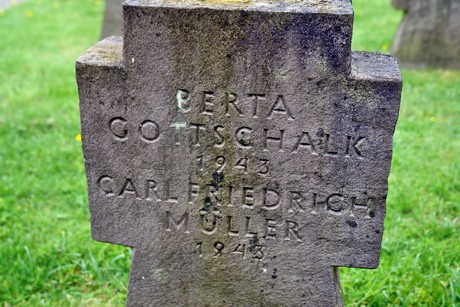 BERTA
GOTTSCHALK
1943
CARL FRIEDRICH
MÜLLER
1943